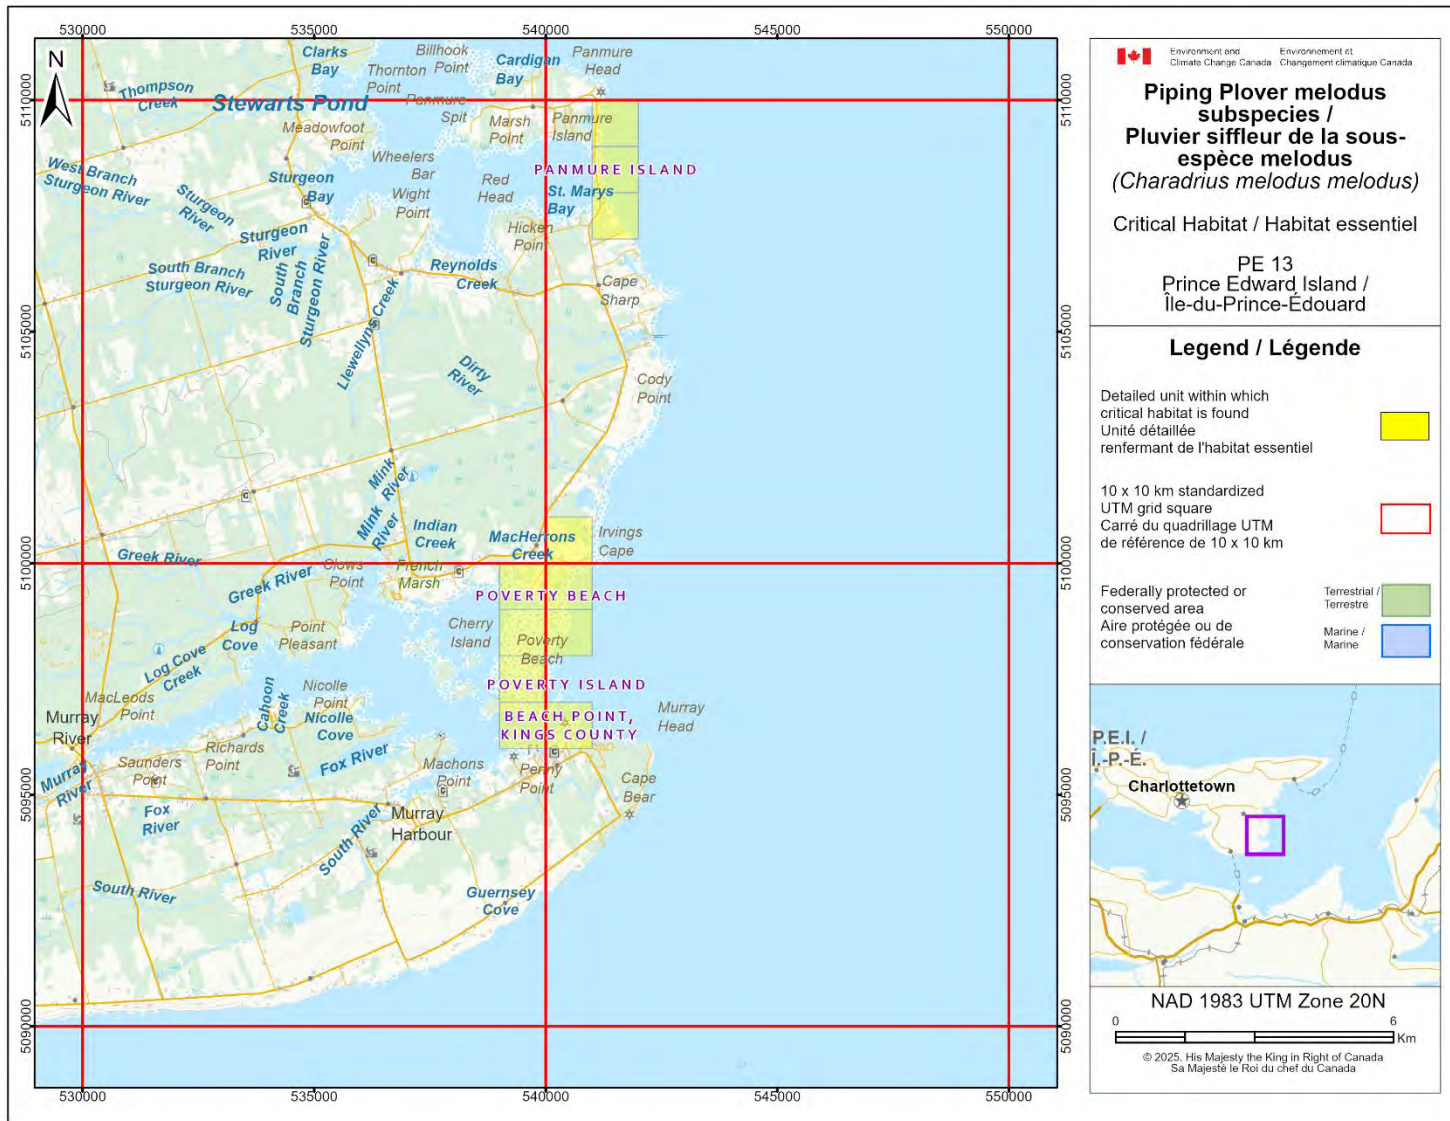 530000
535000
540000
545000
550000
5110000
5105000
5100000
5095000
5090000
N
Clarks
Bay
Billhook
Point
Thornton
Point
Cardigan
Bay
Panmure
Head
Thompson
Creek
Stewarts Pond
Panmure
Spit
Meadowfoot
Point
Marsh
Point
Panmure
Island
Wheelers
Bar
PANMURE ISLAND
West Branch
Sturgeon River
Sturgeon
River
Sturgeon
Bay
Wight
Point
Red
Head
St. Marys
Bay
Sturgeon
River
Hicken
Point
South Branch
Sturgeon River
South
Branch
Sturgeon River
Reynolds
Creek
Cape
Sharp
Llewellyns Creek
Dirty
River
Cody
Point
Mink
River
Mink
River
Indian
Creek
MacHerrons
Creek
Irvings
Cape
Greek River
Greek River
Clows
Point
French
Marsh
POVERTY BEACH
Log
Cove
Point
Pleasant
Cherry
Island
Poverty
Beach
Log Cove
Creek
POVERTY ISLAND
MacLeods
Point
Cahoon
Creek
Nicolle
Point
Nicolle
Cove
BEACH POINT,
KINGS COUNTY
Murray
Head
Murray
River
Richards
Point
Fox River
Saunders
Point
Murray
River
Machons
Point
Penny
Point
Cape
Bear
Fox
River
South River
Murray
Harbour
South River
Guernsey
Cove
530000
535000
540000
545000
550000
5110000
5105000
5100000
5095000
5090000
Environment and
Climate Change Canada
Environnement et
Changement climatique Canada
Piping Plover melodus
subspecies /
Pluvier siffleur de la sous-
espèce melodus
(Charadrius melodus melodus)
Critical Habitat / Habitat essentiel
PE 13
Prince Edward Island /
Île-du-Prince-Édouard
Legend / Légende
Detailed unit within which
critical habitat is found
Unité détaillée
renfermant de l'habitat essentiel
10 x 10 km standardized
UTM grid square
Carré du quadrillage UTM
de référence de 10 x 10 km
Federally protected or
conserved area
Aire protégée ou de
conservation fédérale
Terrestrial /
Terrestre
Marine /
Marine
P.E.I. /
Î.-P.-É.
Charlottetown
NAD 1983 UTM Zone 20N
0
6
Km
© 2025. His Majesty the King in Right of Canada
Sa Majesté le Roi du chef du Canada